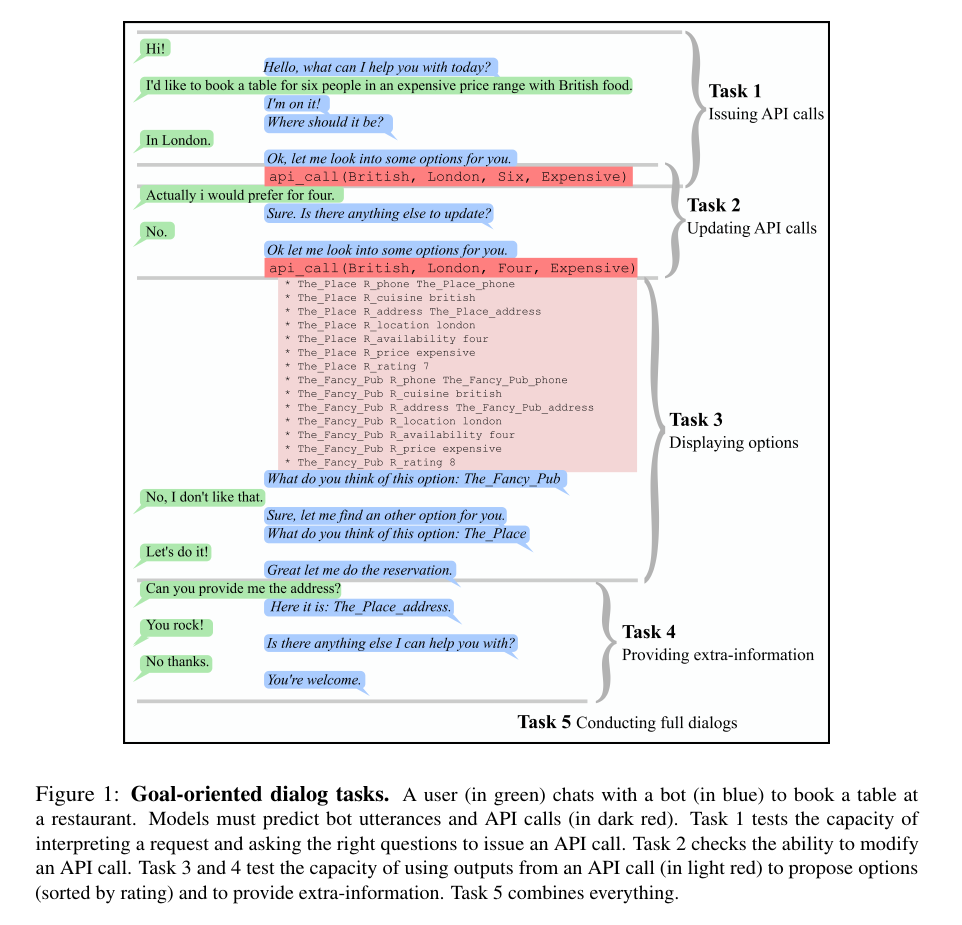 Hi!
Hello, what can I help you with today?
I'd like to book a table for six people in an expensive price range with British food.
I'm on it!
Where should it be?
In London.
Ok, let me look into some options for you.
api_call(British, London, Six, Expensive)
Task 1
Issuing API calls
Actually i would prefer for four.
Sure. Is there anything else to update?
No.
Ok let me look into some options for you.
api_call(British, London, Four, Expensive)
Task 2
Updating API calls
* The_Place R_phone The_Place_phone
* The_Place R_cuisine british
* The_Place R_address The_Place_address
* The_Place R_location london
* The_Place R_availability four
* The_Place R_price expensive
* The_Place R_rating 7
* The_Fancy_Pub R_phone The_Fancy_Pub_phone
* The_Fancy_Pub R_cuisine british
* The_Fancy_Pub R_address The_Fancy_Pub_address
* The_Fancy_Pub R_location london
* The_Fancy_Pub R_availability four
* The_Fancy_Pub R_price expensive
* The_Fancy_Pub R_rating 8
What do you think of this option: The_Fancy_Pub
No, I don't like that.
Sure, let me find an other option for you.
What do you think of this option: The_Place
Let's do it!
Great let me do the reservation.
Task 3
Displaying options
Can you provide me the address?
Here it is: The_Place_address.
You rock!
Is there anything else I can help you with?
No thanks.
You're welcome.
Task 4
Providing extra-information
Task 5 Conducting full dialogs
Figure 1: Goal-oriented dialog tasks. A user (in green) chats with a bot (in blue) to book a table at
a restaurant. Models must predict bot utterances and API calls (in dark red). Task 1 tests the capacity of
interpreting a request and asking the right questions to issue an API call. Task 2 checks the ability to modify
an API call. Task 3 and 4 test the capacity of using outputs from an API call (in light red) to propose options
(sorted by rating) and to provide extra-information. Task 5 combines everything.